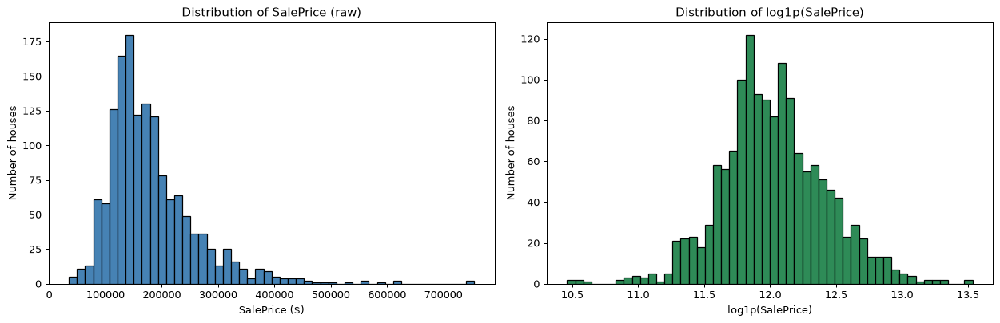 Distribution of SalePrice (raw)
Number of houses
175
150
125
100
75
50
25
0
0 100000 200000 300000 400000 500000 600000 700000
SalePrice ($)
Distribution of log1p(SalePrice)
Number of houses
120
100
80
60
40
20
0
10.5 11.0 11.5 12.0 12.5 13.0 13.5
log1p(SalePrice)